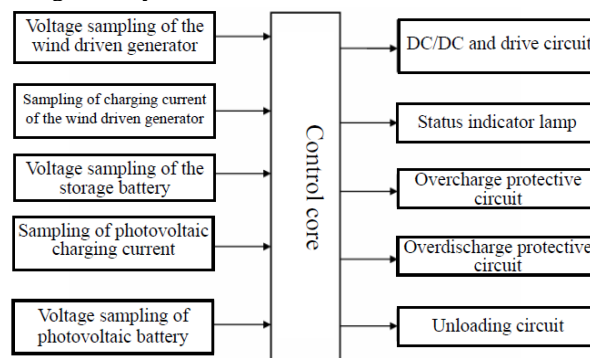 Voltage sampling of the
wind driven generator
Sampling of charging current
of the wind driven generator
Voltage sampling of the
storage battery
Sampling of photovoltaic
charging current
Voltage sampling of
photovoltaic battery
Control core
DC/DC and drive circuit
Status indicator lamp
Overcharge protective
circuit
Overdischarge protective
circuit
Unloading circuit